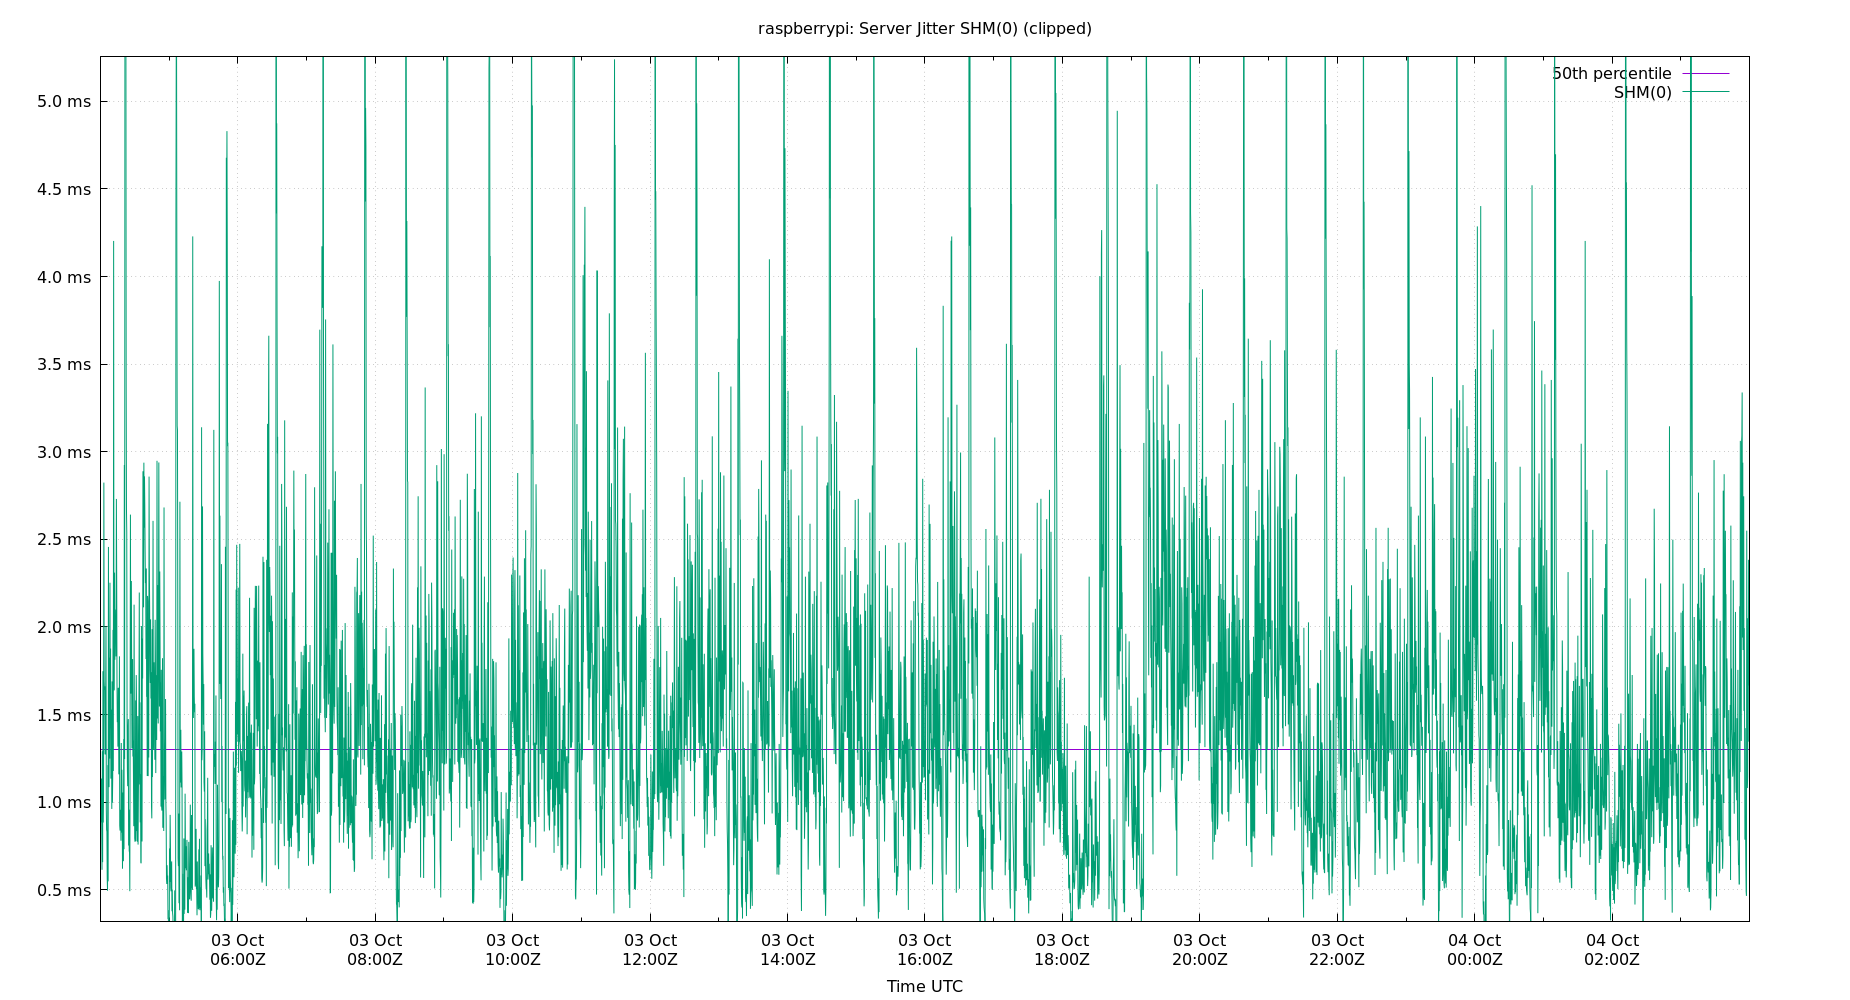 raspberrypi: Server Jitter SHM(0) (clipped)
50th percentile
SHM(0)
5.0 ms
4.5 ms
4.0 ms
3.5 ms
3.0 ms
2.5 ms
2.0 ms
1.5 ms
1.0 ms
0.5 ms
03 Oct 03 Oct 03 Oct 03 Oct 03 Oct 03 Oct 03 Oct 03 Oct 03 Oct 04 Oct 04 Oct
06:00Z 08:00Z 10:00Z 12:00Z 14:00Z 16:00Z 18:00Z 20:00Z 22:00Z 00:00Z 02:00Z
Time UTC